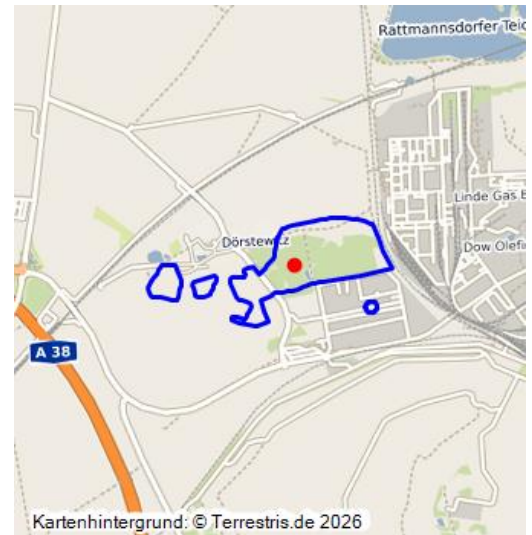 Rattmannsdorfer Teic
Linde Gas B
Dörstewitz
Dow Olefi
A 38
Kartenhintergrund: © Terrestris.de 2026